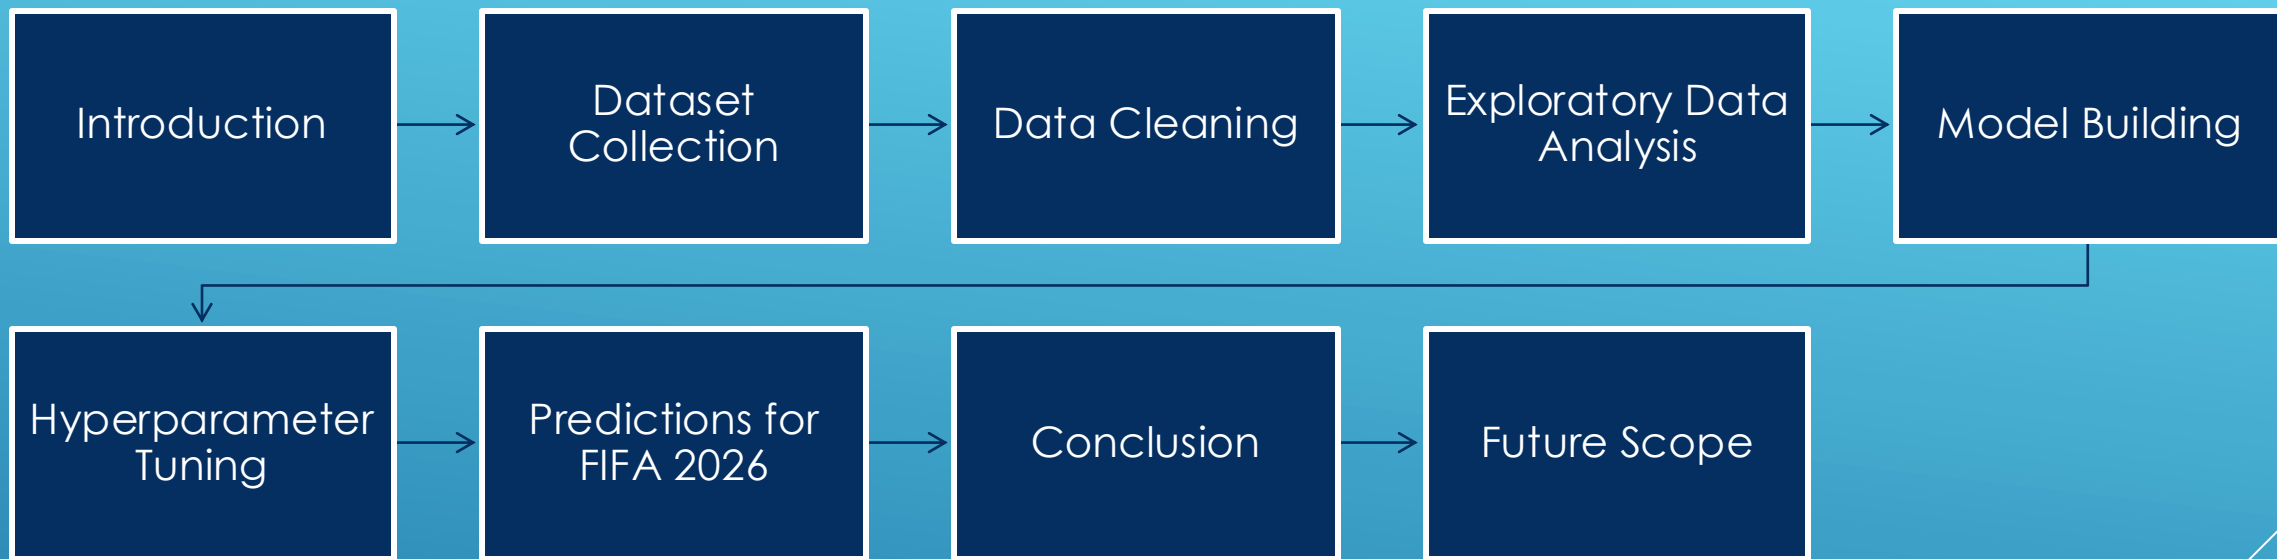 Introduction
Dataset
Collection
Data Cleaning
Exploratory Data
Analysis
Model Building
Hyperparameter
Tuning
Predictions for
FIFA 2026
Conclusion
Future Scope